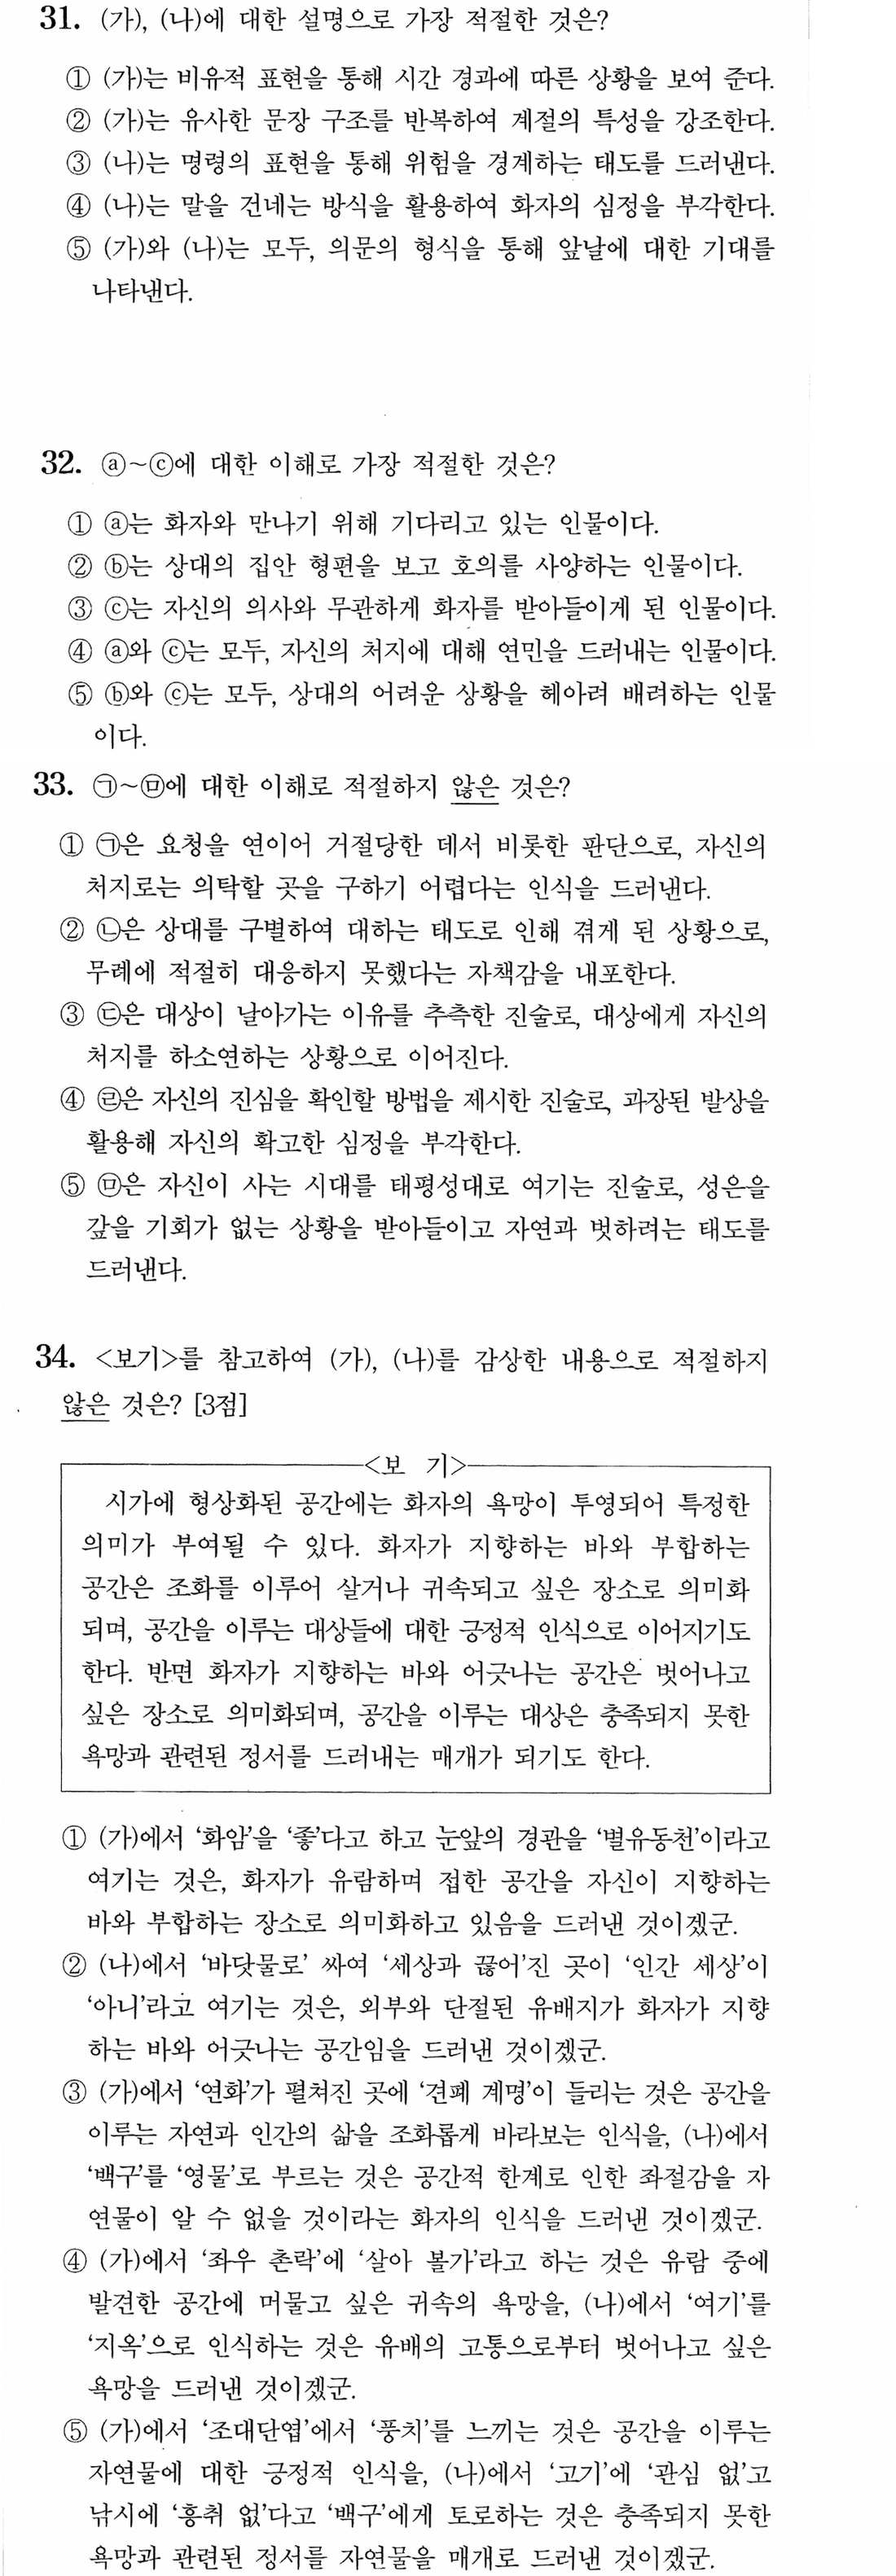 31. (가), (나)에 대한 설명으로 가장 적절한 것은?
① (가)는 비유적 표현을 통해 시간 경과에 따른 상황을 보여 준다.
② (가)는 유사한 문장 구조를 반복하여 계절의 특성을 강조한다.
③ (나)는 명령의 표현을 통해 위험을 경계하는 태도를 드러낸다.
④ (나)는 말을 건네는 방식을 활용하여 화자의 심정을 부각한다.
⑤ (가)와 (나)는 모두, 의문의 형식을 통해 앞날에 대한 기대를
나타낸다.
32. ⓐ~ⓒ에 대한 이해로 가장 적절한 것은?
① ⓐ는 화자와 만나기 위해 기다리고 있는 인물이다.
② ⓑ는 상대의 집안 형편을 보고 호의를 사양하는 인물이다.
③ ⓒ는 자신의 의사와 무관하게 화자를 받아들이게 된 인물이다.
④ ⓐ와 ⓒ는 모두, 자신의 처지에 대해 연민을 드러내는 인물이다.
⑤ ⓑ와 ⓒ는 모두, 상대의 어려운 상황을 헤아려 배려하는 인물
이다.
33. ㉠~㉤에 대한 이해로 적절하지 않은 것은?
① ㉠은 요청을 연이어 거절당한 데서 비롯한 판단으로, 자신의
처지로는 의탁할 곳을 구하기 어렵다는 인식을 드러낸다.
② ㉡은 상대를 구별하여 대하는 태도로 인해 겪게 된 상황으로,
무례에 적절히 대응하지 못했다는 자책감을 내포한다.
③ ㉢은 대상이 날아가는 이유를 추측한 진술로, 대상에게 자신의
처지를 하소연하는 상황으로 이어진다.
④ ㉣은 자신의 진심을 확인할 방법을 제시한 진술로, 과장된 발상을
활용해 자신의 확고한 심정을 부각한다.
⑤ ㉤은 자신이 사는 시대를 태평성대로 여기는 진술로, 성은을
갚을 기회가 없는 상황을 받아들이고 자연과 벗하려는 태도를
드러낸다.
34. <보기>를 참고하여 (가), (나)를 감상한 내용으로 적절하지
않은 것은? [3점]
<보 기>
시가에 형상화된 공간에는 화자의 욕망이 투영되어 특정한
의미가 부여될 수 있다. 화자가 지향하는 바와 부합하는
공간은 조화를 이루어 살거나 귀속되고 싶은 장소로 의미화
되며, 공간을 이루는 대상들에 대한 긍정적 인식으로 이어지기도
한다. 반면 화자가 지향하는 바와 어긋나는 공간은 벗어나고
싶은 장소로 의미화되며, 공간을 이루는 대상은 충족되지 못한
욕망과 관련된 정서를 드러내는 매개가 되기도 한다.
① (가)에서 '화암'을 '좋'다고 하고 눈앞의 경관을 '별유동천'이라고
여기는 것은, 화자가 유람하며 접한 공간을 자신이 지향하는
바와 부합하는 장소로 의미화하고 있음을 드러낸 것이겠군.
② (나)에서 '바닷물로' 싸여 '세상과 끊어'진 곳이 '인간 세상'이
'아니'라고 여기는 것은, 외부와 단절된 유배지가 화자가 지향
하는 바와 어긋나는 공간임을 드러낸 것이겠군.
③ (가)에서 '연화'가 펼쳐진 곳에 '견폐 계명'이 들리는 것은 공간을
이루는 자연과 인간의 삶을 조화롭게 바라보는 인식을, (나)에서
'백구'를 '영물'로 부르는 것은 공간적 한계로 인한 좌절감을 자
연물이 알 수 없을 것이라는 화자의 인식을 드러낸 것이겠군.
④ (가)에서 '좌우 촌락'에 '살아 볼가'라고 하는 것은 유람 중에
발견한 공간에 머물고 싶은 귀속의 욕망을, (나)에서 '여기'를
'지옥'으로 인식하는 것은 유배의 고통으로부터 벗어나고 싶은
욕망을 드러낸 것이겠군.
⑤ (가)에서 '조대단엽'에서 '풍치'를 느끼는 것은 공간을 이루는
자연물에 대한 긍정적 인식을, (나)에서 '고기'에 '관심 없'고
낚시에 '흥취 없'다고 '백구'에게 토로하는 것은 충족되지 못한
욕망과 관련된 정서를 자연물을 매개로 드러낸 것이겠군.